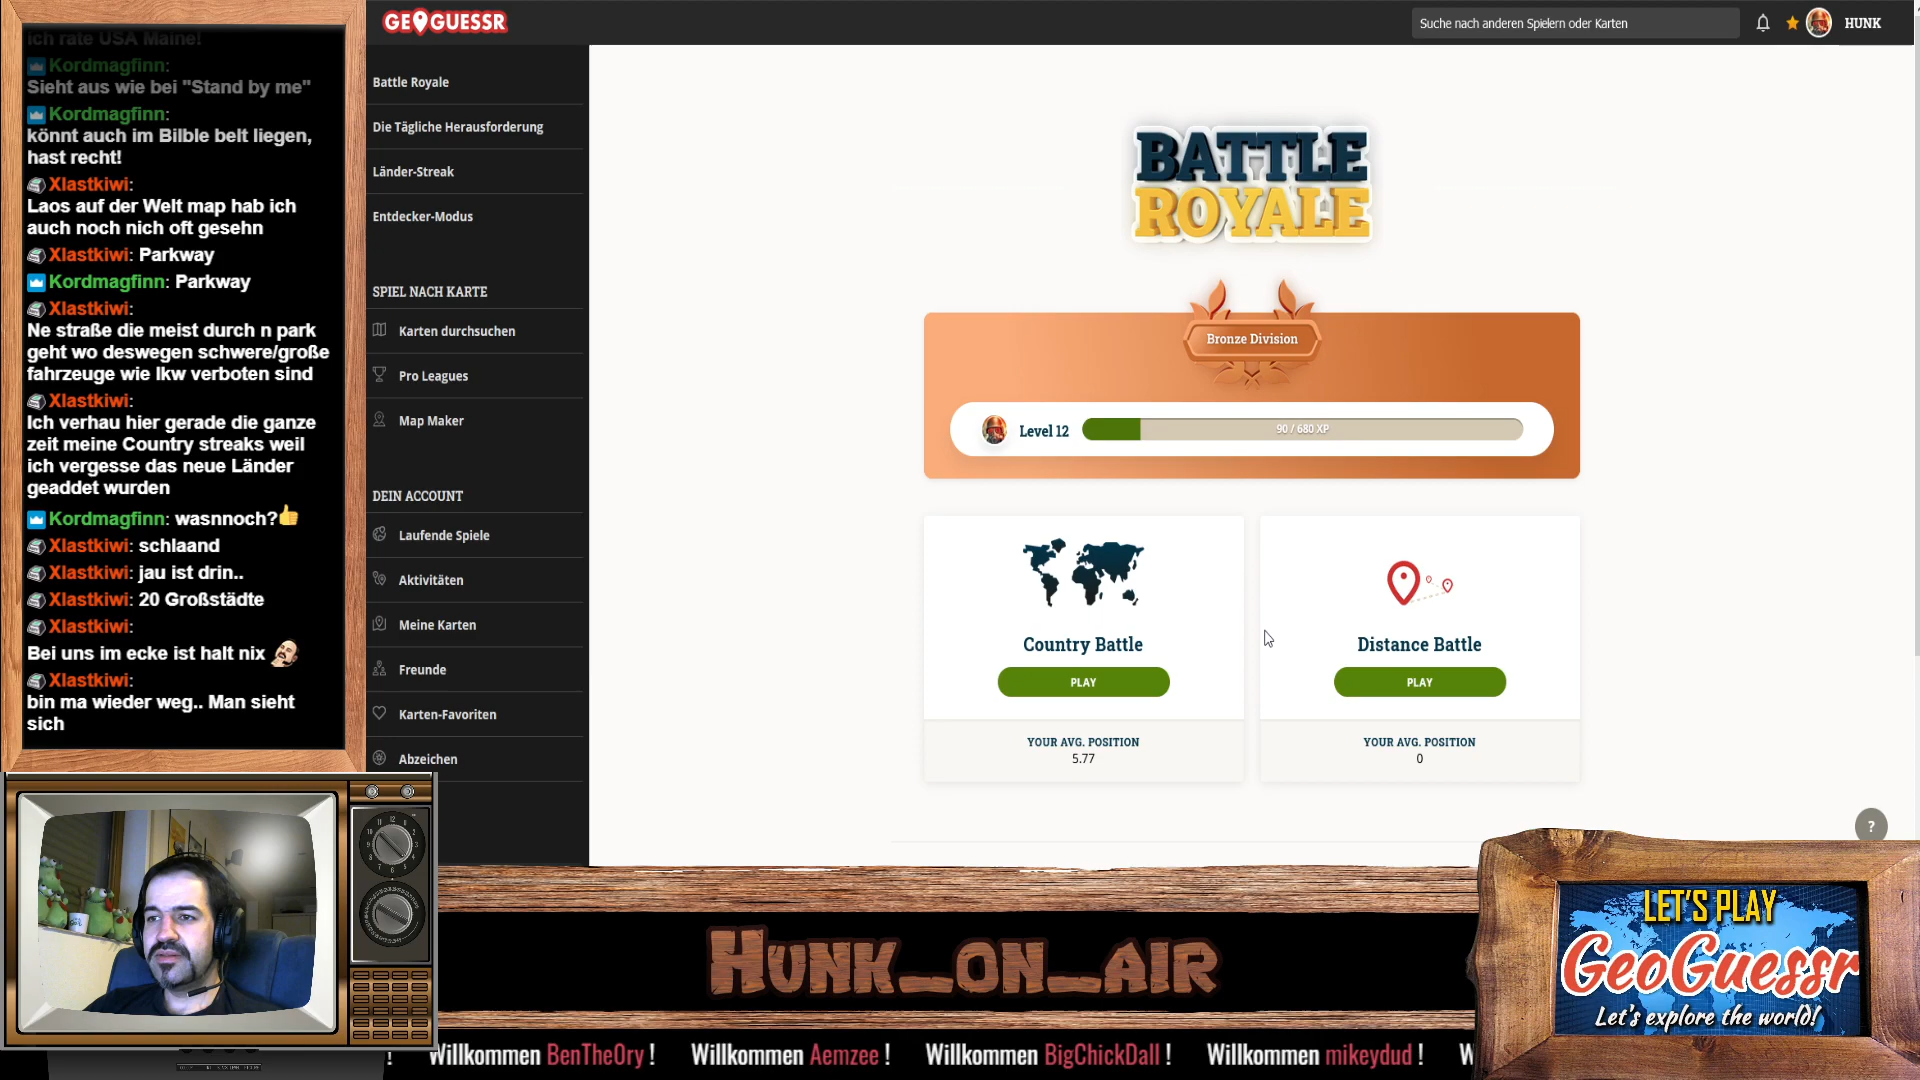 ich rate USA Maine!
Kordmagfinn:
Sieht aus wie bei "Stand by me"
Kordmagfinn:
könnt auch im Bilble belt liegen,
hast recht!
Xlastkiwi:
Laos auf der Welt map hab ich
auch noch nich oft gesehn
Xlastkiwi: Parkway
Kordmagfinn: Parkway
Xlastkiwi:
Ne straße die meist durch n park
geht wo deswegen schwere/große
fahrzeuge wie lkw verboten sind
Xlastkiwi:
Ich verhau hier gerade die ganze
zeit meine Country streaks weil
ich vergesse das neue Länder
geaddet wurden
Kordmagfinn: wasnnoch?
Xlastkiwi: schlaand
Xlastkiwi: jau ist drin..
Xlastkiwi: 20 Großstädte
Xlastkiwi:
Bei uns im ecke ist halt nix
Xlastkiwi:
bin ma wieder weg.. Man sieht
sich
GEOGUESSR
Suche nach anderen Spielern oder Karten
HUNK
Battle Royale
Die Tägliche Herausforderung
Länder-Streak
Entdecker-Modus
SPIEL NACH KARTE
Karten durchsuchen
Pro Leagues
Map Maker
DEIN ACCOUNT
Laufende Spiele
Aktivitäten
Meine Karten
Freunde
Karten-Favoriten
Abzeichen
BATTLE
ROYALE
Bronze Division
Level 12
90 / 680 XP
Country Battle
PLAY
YOUR AVG. POSITION
5.77
Distance Battle
PLAY
YOUR AVG. POSITION
0
?
HUNK_ON_AIR
LET'S PLAY
GeoGuessr
Let's explore the world!
! Willkommen BenTheOry ! Willkommen Aemzee ! Willkommen BigChickDall ! Willkommen mikeydud ! W